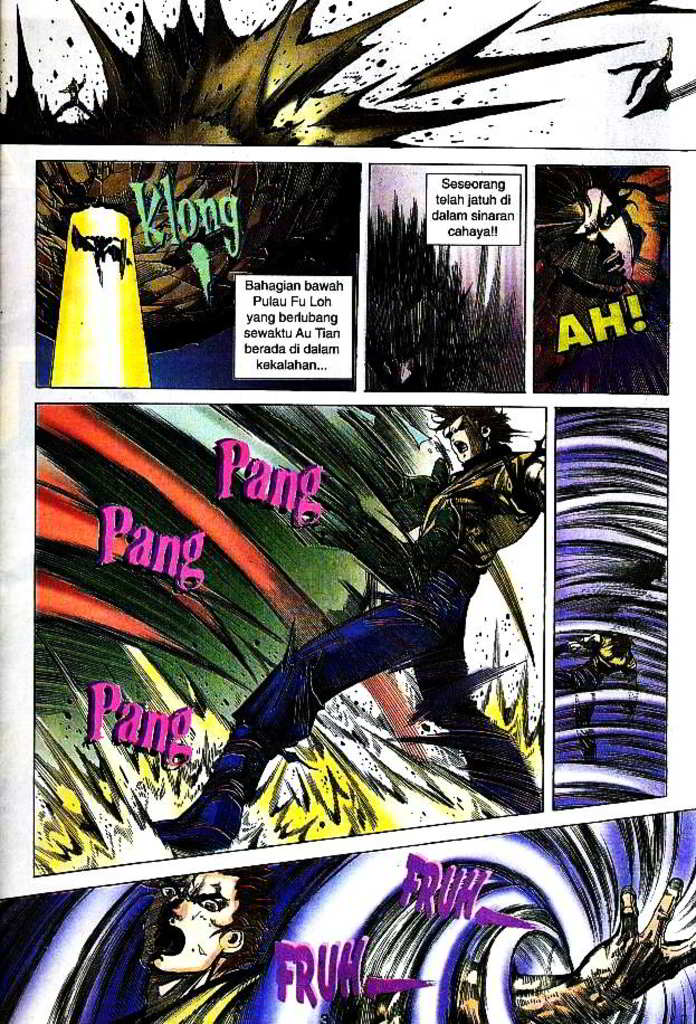 Klong
!
Bahagian bawah
Pulau Fu Loh
yang berlubang
sewaktu Au Tian
berada di dalam
kekalahan...
Seseorang
telah jatuh di
dalam sinaran
cahaya!!
AH!
Pang
Pang
Pang
FRUH
FRUH